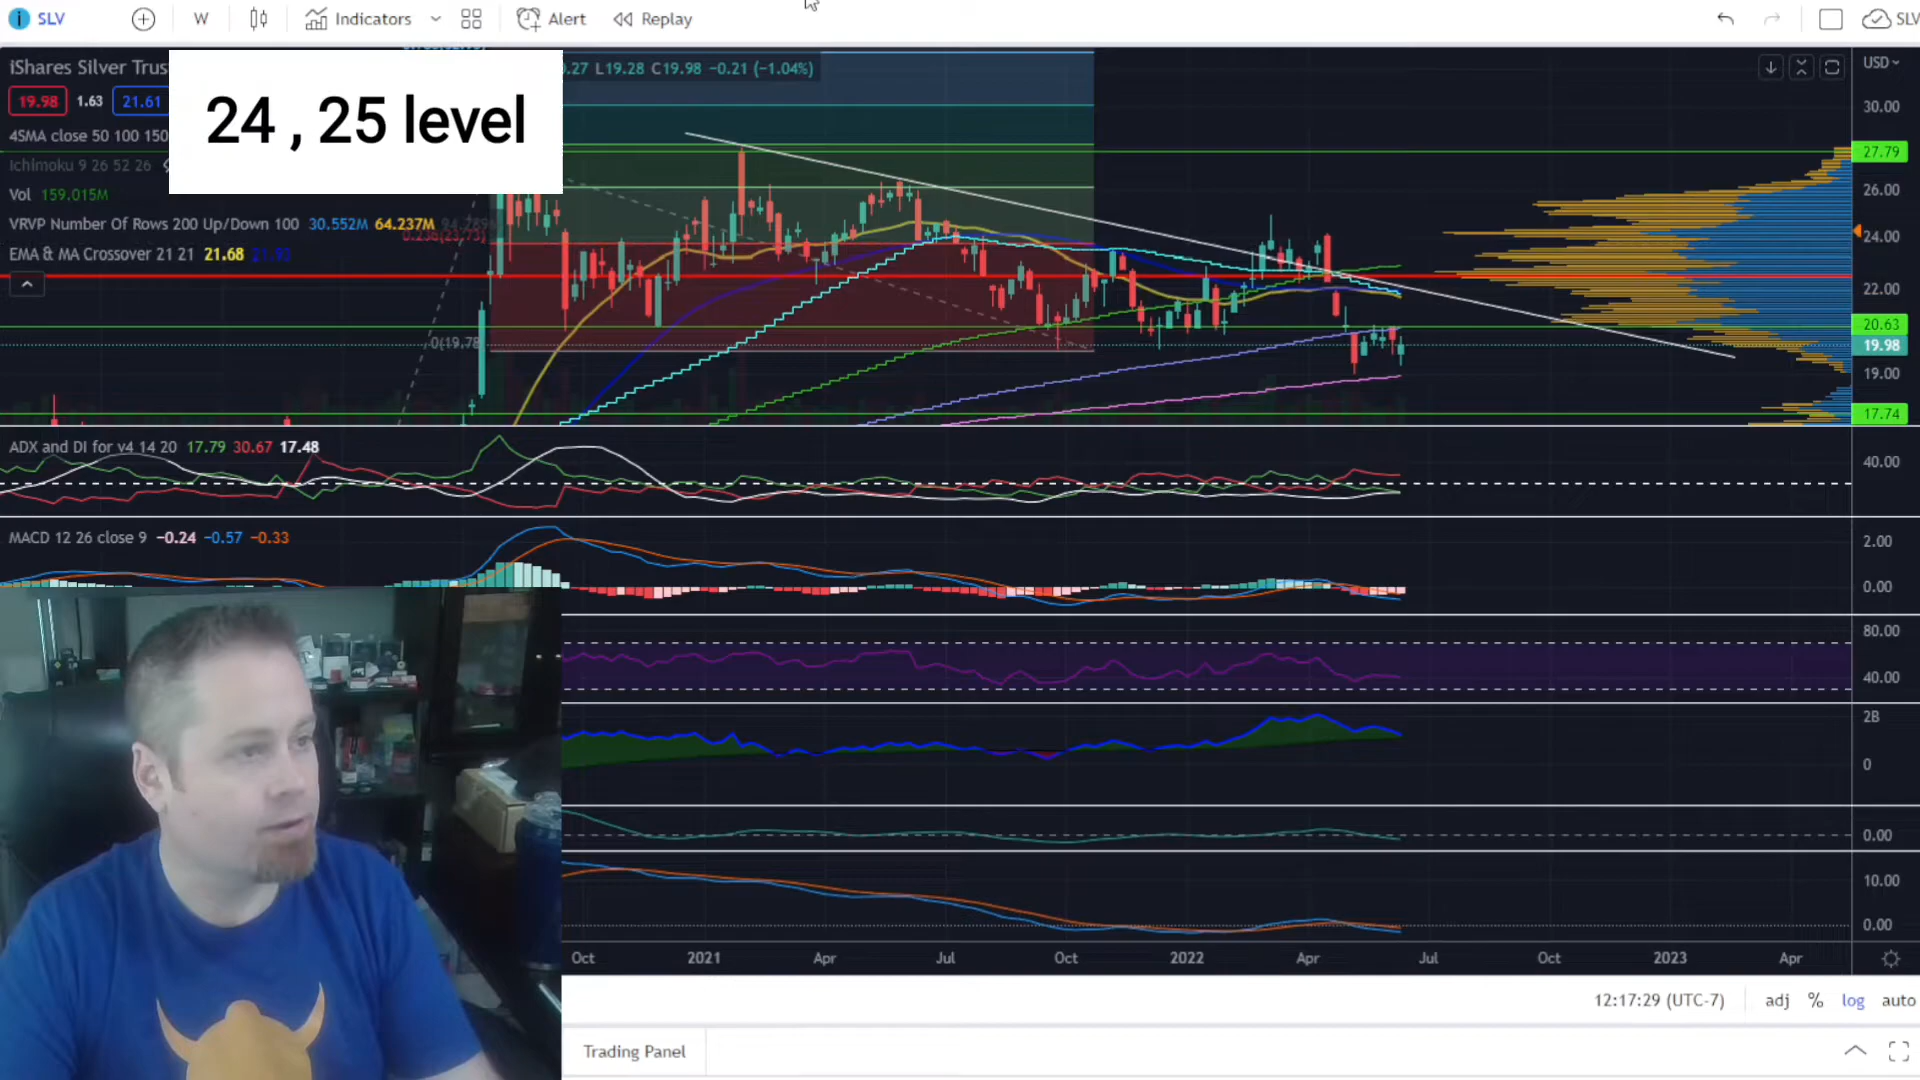 SLV
W
Indicators
Alert
Replay
SLV
iShares Silver Trus
0.27 L19.28 C19.98 −0.21 (−1.04%)
USD
19.98 1.63 21.61
24 , 25 level
4SMA close 50 100 150
Ichimoku 9 26 52 26
Vol 159.015M
VRVP Number Of Rows 200 Up/Down 100 30.552M 64.237M
EMA & MA Crossover 21 21 21.68
0(19.78
30.00
27.79
26.00
24.00
22.00
20.63
19.98
19.00
17.74
ADX and DI for v4 14 20 17.79 30.67 17.48
40.00
MACD 12 26 close 9 −0.24 −0.57 −0.33
2.00
0.00
80.00
40.00
2B
0
0.00
10.00
0.00
Oct 2021 Apr Jul Oct 2022 Apr Jul Oct 2023 Apr
12:17:29 (UTC-7) adj % log auto
Trading Panel